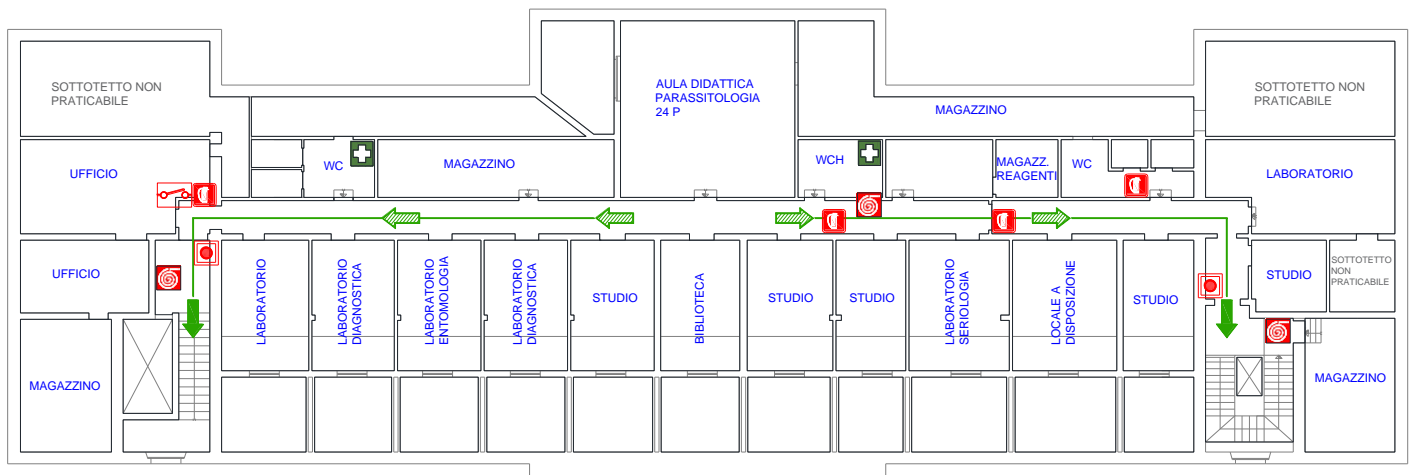 SOTTOTETTO NON
PRATICABILE
AULA DIDATTICA
PARASSITOLOGIA
24 P
MAGAZZINO
SOTTOTETTO NON
PRATICABILE
UFFICIO
WC
MAGAZZINO
WCH
MAGAZZ.
REAGENTI
WC
LABORATORIO
UFFICIO
LABORATORIO
LABORATORIO
DIAGNOSTICA
LABORATORIO
ENTOMOLOGIA
LABORATORIO
DIAGNOSTICA
STUDIO
BIBLIOTECA
STUDIO
STUDIO
LABORATORIO
SERIOLOGIA
LOCALE A
DISPOSIZIONE
STUDIO
STUDIO
SOTTOTETTO
NON
PRATICABILE
MAGAZZINO
MAGAZZINO